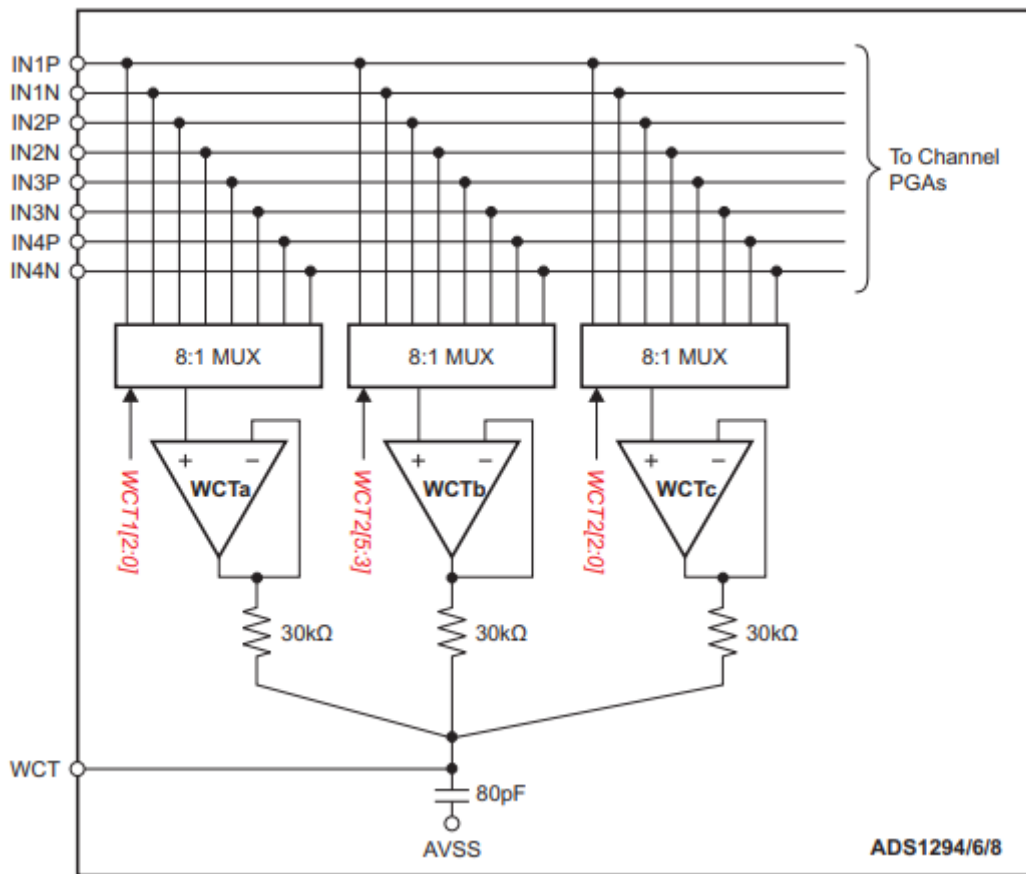 IN1P
IN1N
IN2P
IN2N
IN3P
IN3N
IN4P
IN4N
To Channel
PGAs
8:1 MUX
8:1 MUX
8:1 MUX
+ −
WCTa
+ −
WCTb
+ −
WCTc
WCT1[2:0]
WCT2[5:3]
WCT2[2:0]
30kΩ
30kΩ
30kΩ
WCT
80pF
AVSS
ADS1294/6/8